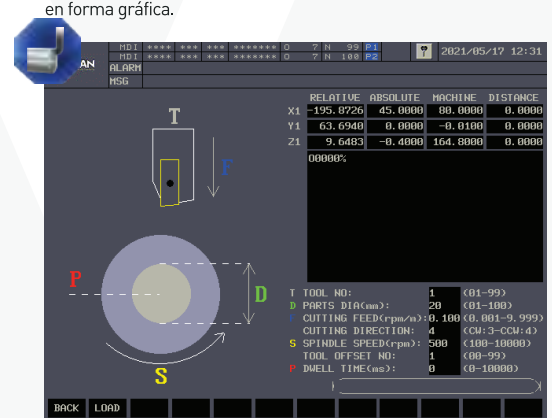 en forma gráfica.
AN
MDI **** *** *** ******* O 7 N 99 P1
MDI **** *** *** ******* O 7 N 100 P2
2021/05/17 12:31
ALARM
MSG
RELATIVE ABSOLUTE MACHINE DISTANCE
X1 -195.8726 45.0000 80.0000 0.0000
Y1 63.6940 0.0000 -0.0100 0.0000
Z1 9.6483 -0.4000 164.8000 0.0000
O0000%
T
F
P
D
S
T TOOL NO: 1 (01-99)
D PARTS DIA(mm): 20 (01-100)
F CUTTING FEED(rpm/m): 0.100 (0.001-9.999)
CUTTING DIRECTION: 4 (CW:3-CCW:4)
S SPINDLE SPEED(rpm): 500 (100-10000)
TOOL OFFSET NO: 1 (00-99)
P DWELL TIME(ms): 0 (0-10000)
BACK LOAD